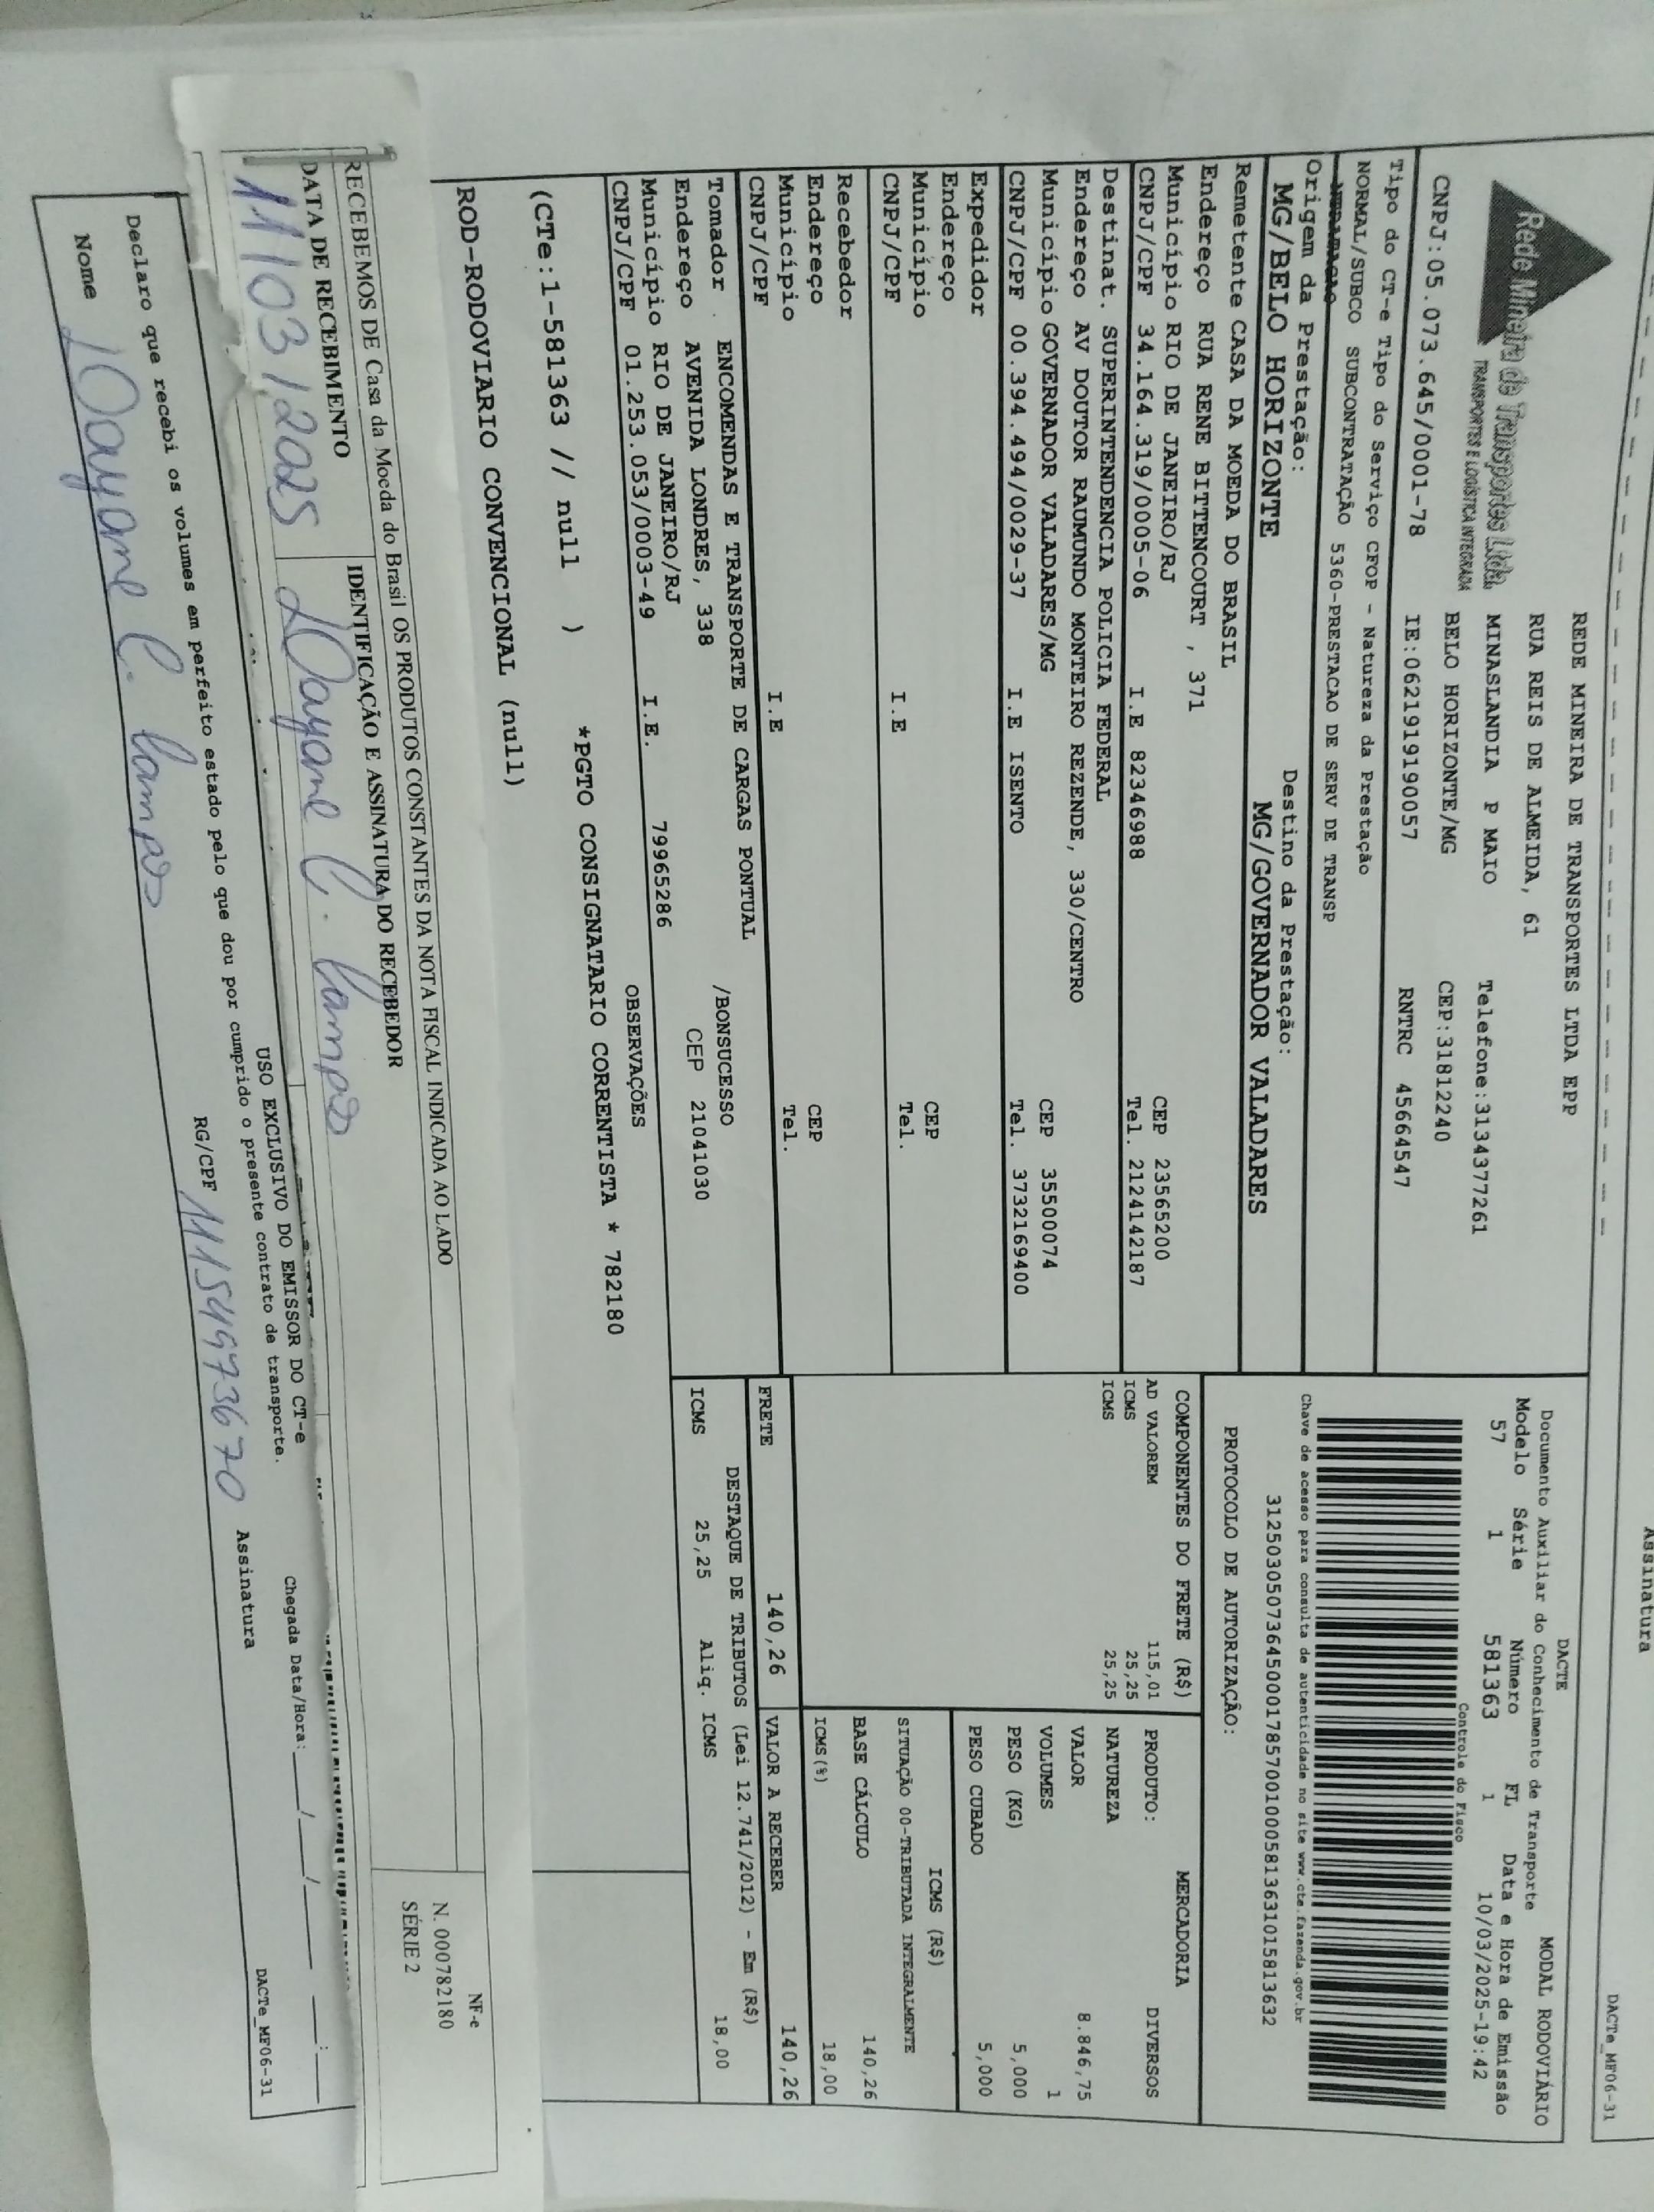 Assinatura
DACTe_MF06-31
Rede Mineira de Transportes Ltda.
TRANSPORTES E LOGÍSTICA INTEGRADA
REDE MINEIRA DE TRANSPORTES LTDA EPP
RUA REIS DE ALMEIDA, 61
MINASLANDIA P MAIO Telefone:3134377261
BELO HORIZONTE/MG CEP:31812240
CNPJ:05.073.645/0001-78 IE:0621919190057 RNTRC 45664547
DACTE MODAL RODOVIÁRIO
Documento Auxiliar do Conhecimento de Transporte
Modelo Série Número FL Data e Hora de Emissão
57 1 581363 1 10/03/2025-19:42
Controle do Fisco
Chave de acesso para consulta de autenticidade no site www.cte.fazenda.gov.br
Tipo do CT-e Tipo do Serviço CFOP - Natureza da Prestação
NORMAL/SUBCO SUBCONTRATAÇÃO 5360-PRESTACAO DE SERV DE TRANSP
Origem da Prestação: Destino da Prestação:
MG/BELO HORIZONTE MG/GOVERNADOR VALADARES
31250305073645000178570010005813631015813632
PROTOCOLO DE AUTORIZAÇÃO:
Remetente CASA DA MOEDA DO BRASIL
Endereço RUA RENE BITTENCOURT , 371
Município RIO DE JANEIRO/RJ CEP 23565200
CNPJ/CPF 34.164.319/0005-06 I.E 82346988 Tel. 2124142187
Destinat. SUPERINTENDENCIA POLICIA FEDERAL
Endereço AV DOUTOR RAUMUNDO MONTEIRO REZENDE, 330/CENTRO
Município GOVERNADOR VALADARES/MG CEP 35500074
CNPJ/CPF 00.394.494/0029-37 I.E ISENTO Tel. 3732169400
Expedidor
Endereço
Município CEP
CNPJ/CPF I.E Tel.
Recebedor
Endereço
Município CEP
CNPJ/CPF I.E Tel.
Tomador . ENCOMENDAS E TRANSPORTE DE CARGAS PONTUAL
Endereço AVENIDA LONDRES, 338 /BONSUCESSO
Município RIO DE JANEIRO/RJ CEP 21041030
CNPJ/CPF 01.253.053/0003-49 I.E. 79965286
COMPONENTES DO FRETE (R$)
AD VALOREM 115,01
ICMS 25,25
ICMS 25,25
MERCADORIA
PRODUTO: DIVERSOS
NATUREZA
VALOR 8.846,75
VOLUMES 1
PESO (KG) 5,000
PESO CUBADO 5,000
ICMS (R$)
SITUAÇÃO 00-TRIBUTADA INTEGRALMENTE
BASE CÁLCULO 140,26
ICMS(%) 18,00
FRETE 140,26 VALOR A RECEBER 140,26
DESTAQUE DE TRIBUTOS (Lei 12.741/2012) - Em (R$)
ICMS 25,25 Aliq. ICMS 18,00
OBSERVAÇÕES
*PGTO CONSIGNATARIO CORRENTISTA * 782180
(CTe:1-581363 // null )
ROD-RODOVIARIO CONVENCIONAL (null)
RECEBEMOS DE Casa da Moeda do Brasil OS PRODUTOS CONSTANTES DA NOTA FISCAL INDICADA AO LADO
DATA DE RECEBIMENTO IDENTIFICAÇÃO E ASSINATURA DO RECEBEDOR
11/03/2025 Dayane C. Campos
NF-e
N. 000782180
SÉRIE 2
USO EXCLUSIVO DO EMISSOR DO CT-e
Declaro que recebi os volumes em perfeito estado pelo que dou por cumprido o presente contrato de transporte.
Chegada Data/Hora:___/___/___ ___:___
Nome Dayane C. Campos RG/CPF 11154973670 Assinatura
DACTe_MF06-31